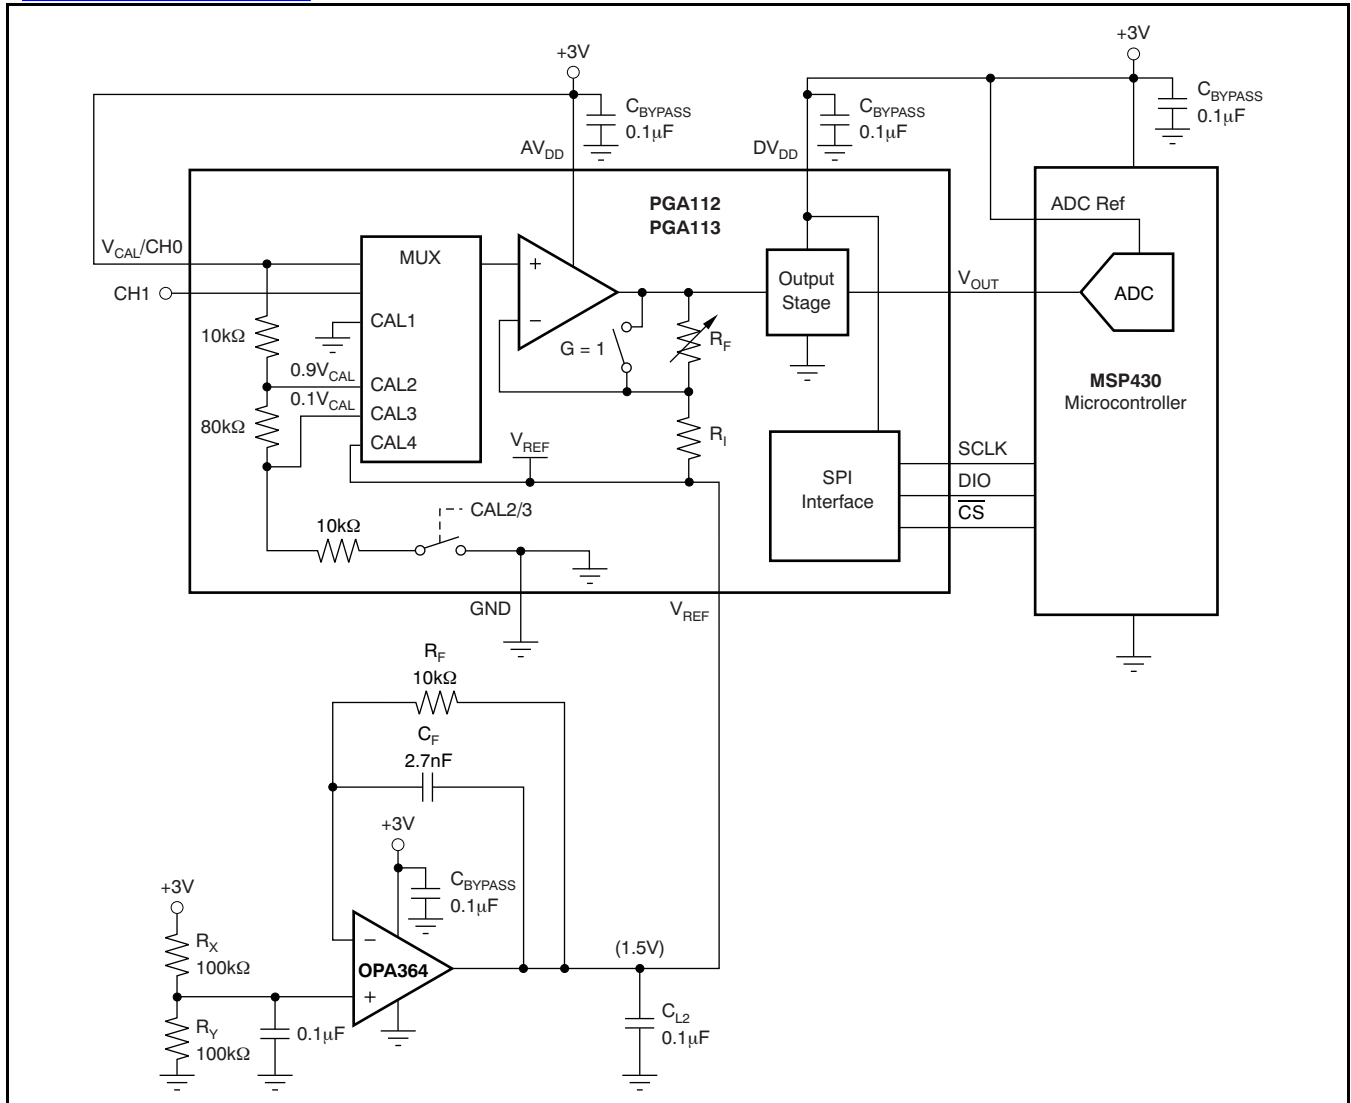 +3V
+3V
C_BYPASS
0.1µF
C_BYPASS
0.1µF
C_BYPASS
0.1µF
AV_DD
DV_DD
PGA112
PGA113
ADC Ref
V_CAL/CH0
MUX
+
Output
Stage
V_OUT
ADC
CH1
CAL1
10kΩ
−
G = 1
R_F
0.9V_CAL
CAL2
MSP430
Microcontroller
0.1V_CAL
CAL3
80kΩ
CAL4
V_REF
R_I
SPI
Interface
SCLK
DIO
CS
10kΩ
CAL2/3
GND
V_REF
R_F
10kΩ
C_F
2.7nF
+3V
C_BYPASS
0.1µF
+3V
R_X
100kΩ
−
OPA364
+
(1.5V)
R_Y
100kΩ
0.1µF
C_L2
0.1µF